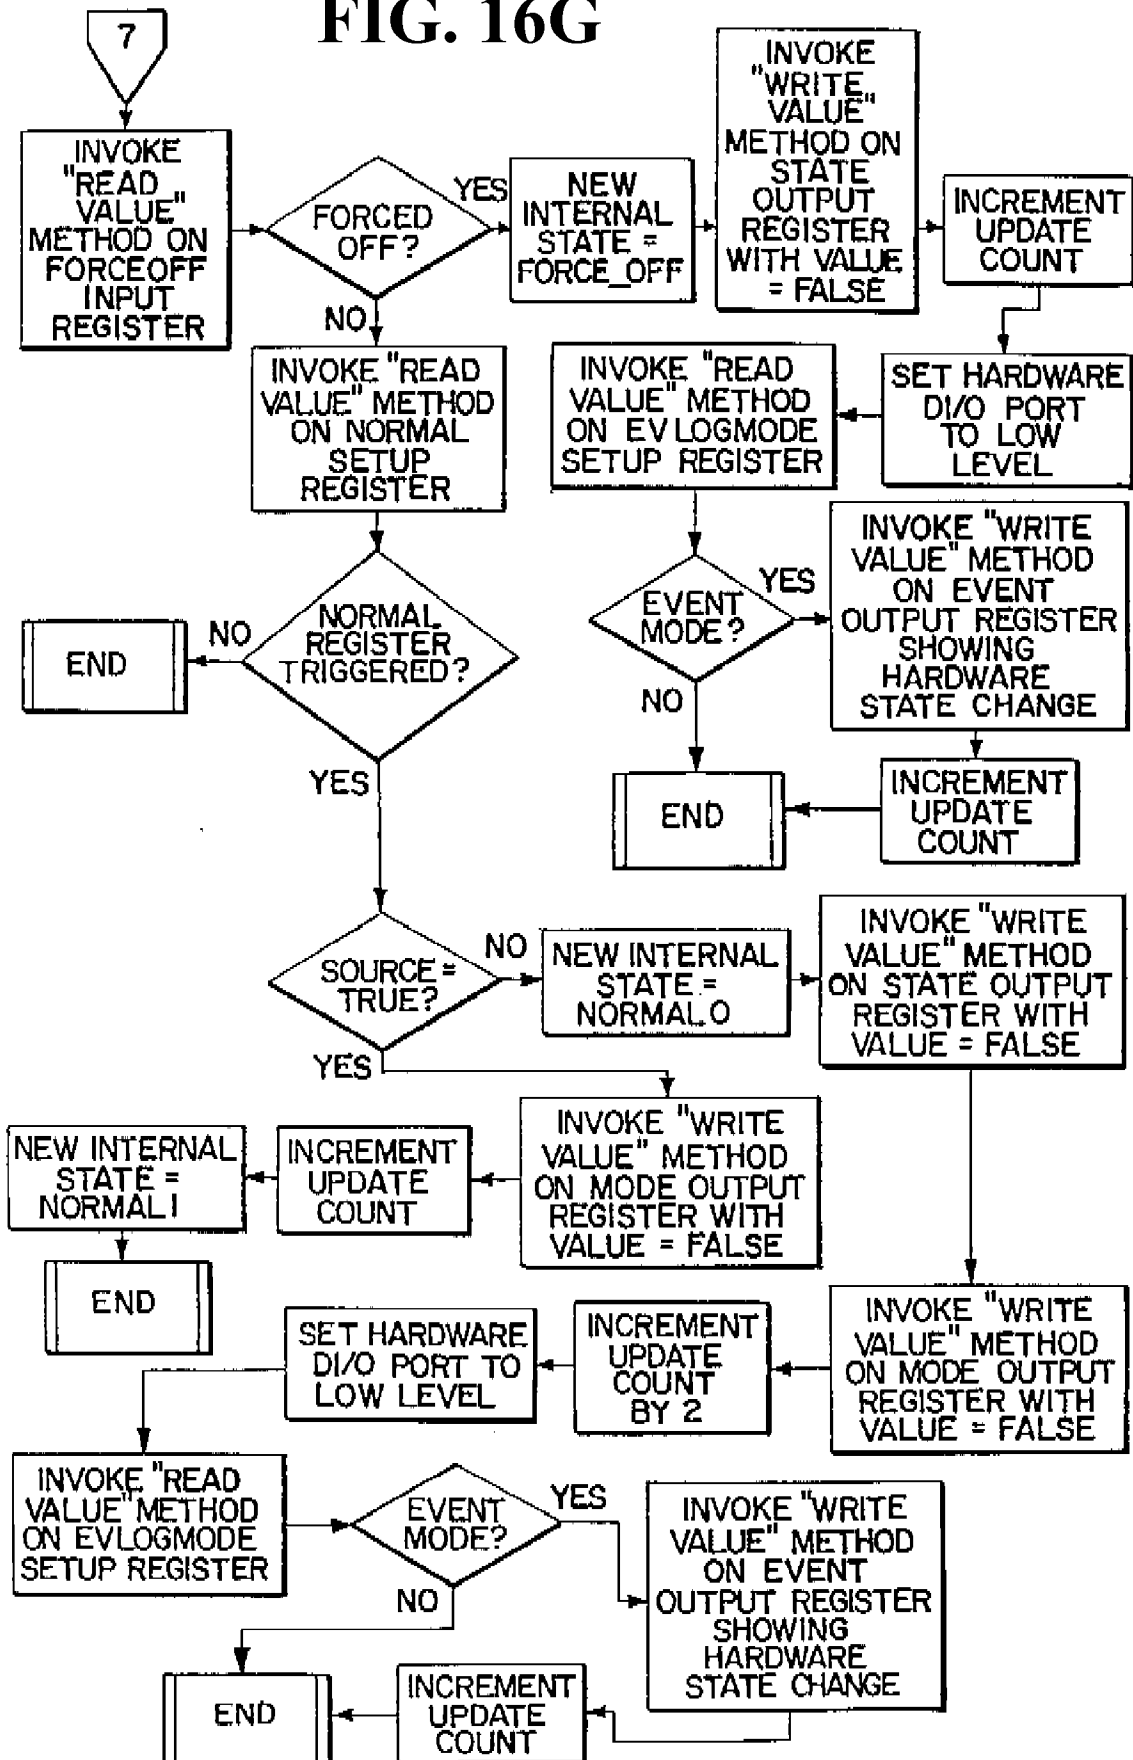 FIG. 16G
7
INVOKE
"READ
VALUE"
METHOD ON
FORCEOFF
INPUT
REGISTER
FORCED
OFF?
YES
NO
NEW
INTERNAL
STATE =
FORCE_OFF
INVOKE
"WRITE
VALUE"
METHOD ON
STATE
OUTPUT
REGISTER
WITH VALUE
= FALSE
INCREMENT
UPDATE
COUNT
SET HARDWARE
DI/O PORT
TO LOW
LEVEL
INVOKE "READ
VALUE" METHOD
ON EVLOGMODE
SETUP REGISTER
EVENT
MODE?
YES
NO
INVOKE "WRITE
VALUE" METHOD
ON EVENT
OUTPUT REGISTER
SHOWING
HARDWARE
STATE CHANGE
INCREMENT
UPDATE
COUNT
END
INVOKE "READ
VALUE" METHOD
ON NORMAL
SETUP
REGISTER
NORMAL
REGISTER
TRIGGERED?
NO
END
YES
SOURCE =
TRUE?
NO
NEW INTERNAL
STATE =
NORMAL0
INVOKE "WRITE
VALUE" METHOD
ON STATE OUTPUT
REGISTER WITH
VALUE = FALSE
YES
INVOKE "WRITE
VALUE" METHOD
ON MODE OUTPUT
REGISTER WITH
VALUE = FALSE
INCREMENT
UPDATE
COUNT
NEW INTERNAL
STATE =
NORMAL1
END
INVOKE "WRITE
VALUE" METHOD
ON MODE OUTPUT
REGISTER WITH
VALUE = FALSE
INCREMENT
UPDATE
COUNT
BY 2
SET HARDWARE
DI/O PORT TO
LOW LEVEL
INVOKE "READ
VALUE" METHOD
ON EVLOGMODE
SETUP REGISTER
EVENT
MODE?
YES
NO
INVOKE "WRITE
VALUE" METHOD
ON EVENT
OUTPUT REGISTER
SHOWING
HARDWARE
STATE CHANGE
INCREMENT
UPDATE
COUNT
END